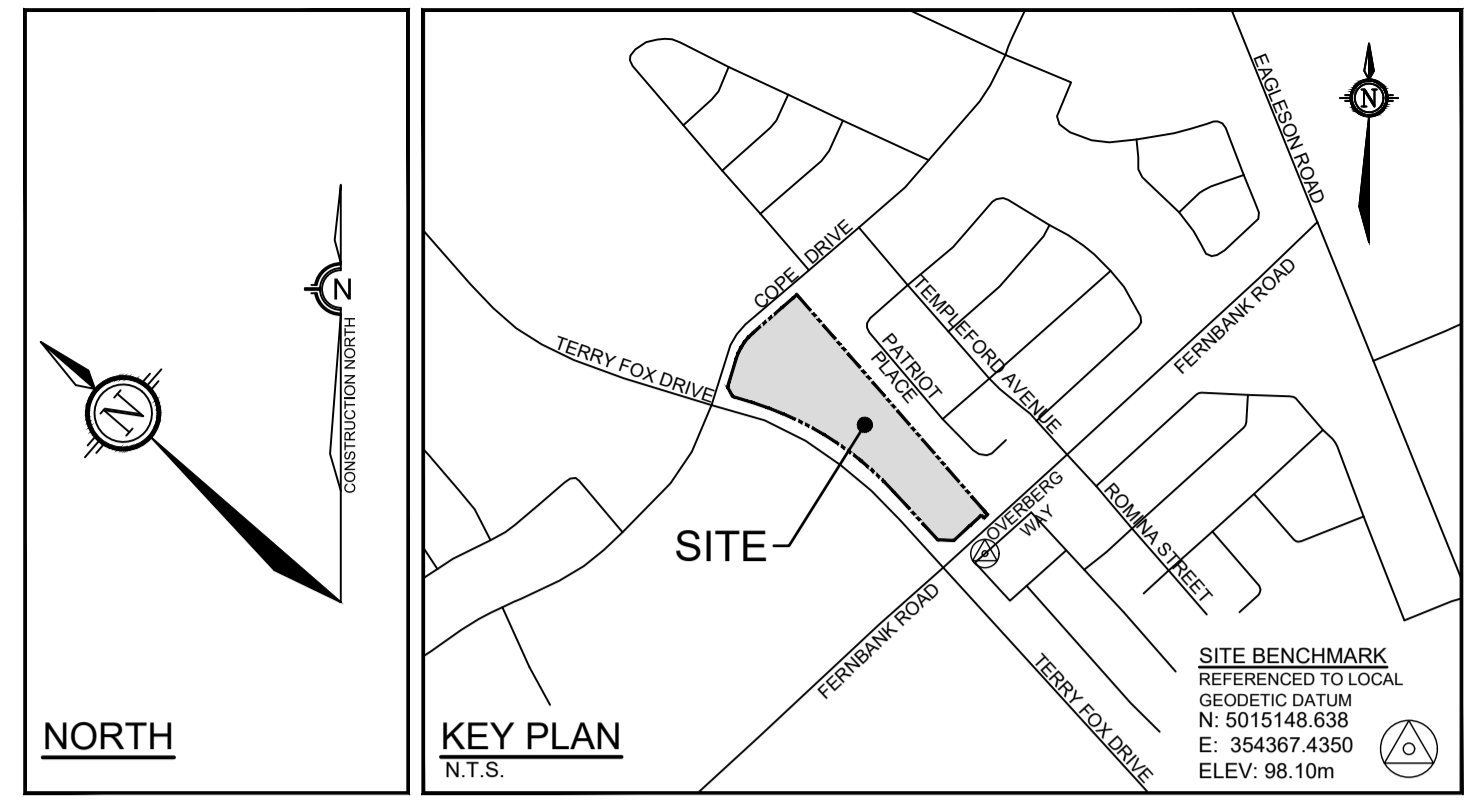 N
N
CONSTRUCTION NORTH
NORTH
N
EAGLESON ROAD
COPE DRIVE
TEMPLEFORD AVENUE
FERNBANK ROAD
PATRIOT
PLACE
TERRY FOX DRIVE
SITE
OVERBERG
WAY
ROMINA STREET
FERNBANK ROAD
TERRY FOX DRIVE
KEY PLAN
N.T.S.
SITE BENCHMARK
REFERENCED TO LOCAL
GEODETIC DATUM
N: 5015148.638
E: 354367.4350
ELEV: 98.10m